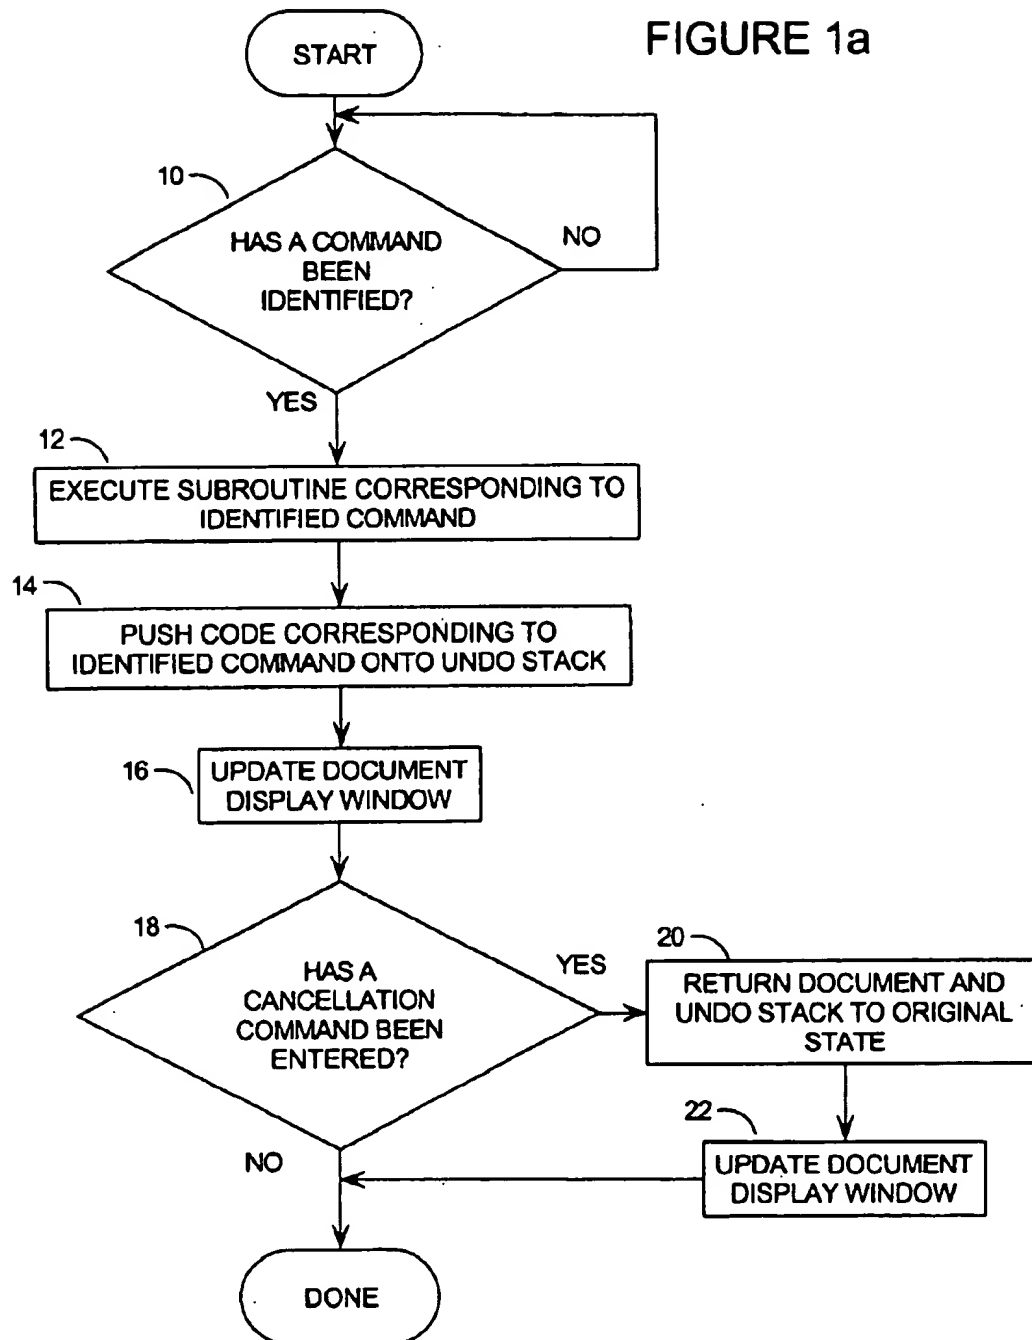 FIGURE 1a
START
10
HAS A COMMAND
BEEN
IDENTIFIED?
NO
YES
12
EXECUTE SUBROUTINE CORRESPONDING TO
IDENTIFIED COMMAND
14
PUSH CODE CORRESPONDING TO
IDENTIFIED COMMAND ONTO UNDO STACK
16
UPDATE DOCUMENT
DISPLAY WINDOW
18
HAS A
CANCELLATION
COMMAND BEEN
ENTERED?
YES
20
RETURN DOCUMENT AND
UNDO STACK TO ORIGINAL
STATE
22
UPDATE DOCUMENT
DISPLAY WINDOW
NO
DONE